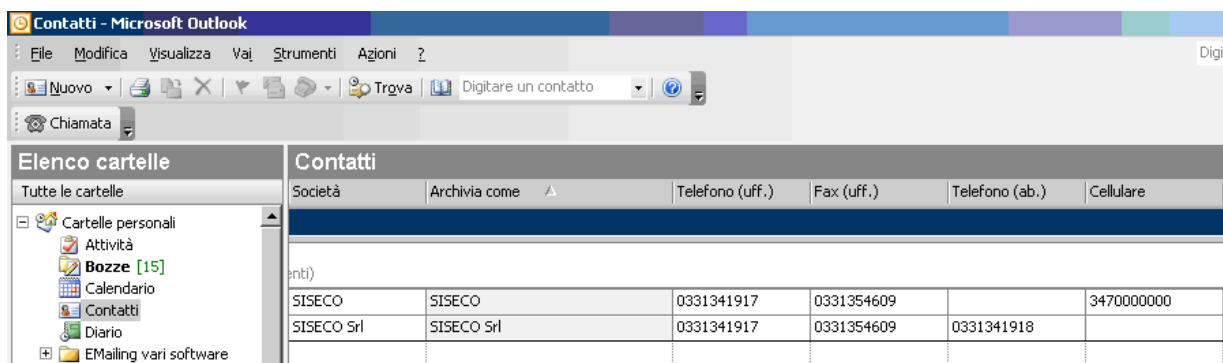 Contatti - Microsoft Outlook
File Modifica Visualizza Vai Strumenti Azioni ?
Digi
Nuovo Trova Digitare un contatto
Chiamata
Elenco cartelle
Contatti
Tutte le cartelle
Società Archivia come Telefono (uff.) Fax (uff.) Telefono (ab.) Cellulare
Cartelle personali
Attività
Bozze [15]
enti)
Calendario
SISECO SISECO 0331341917 0331354609 3470000000
Contatti
SISECO Srl SISECO Srl 0331341917 0331354609 0331341918
Diario
EMailing vari software